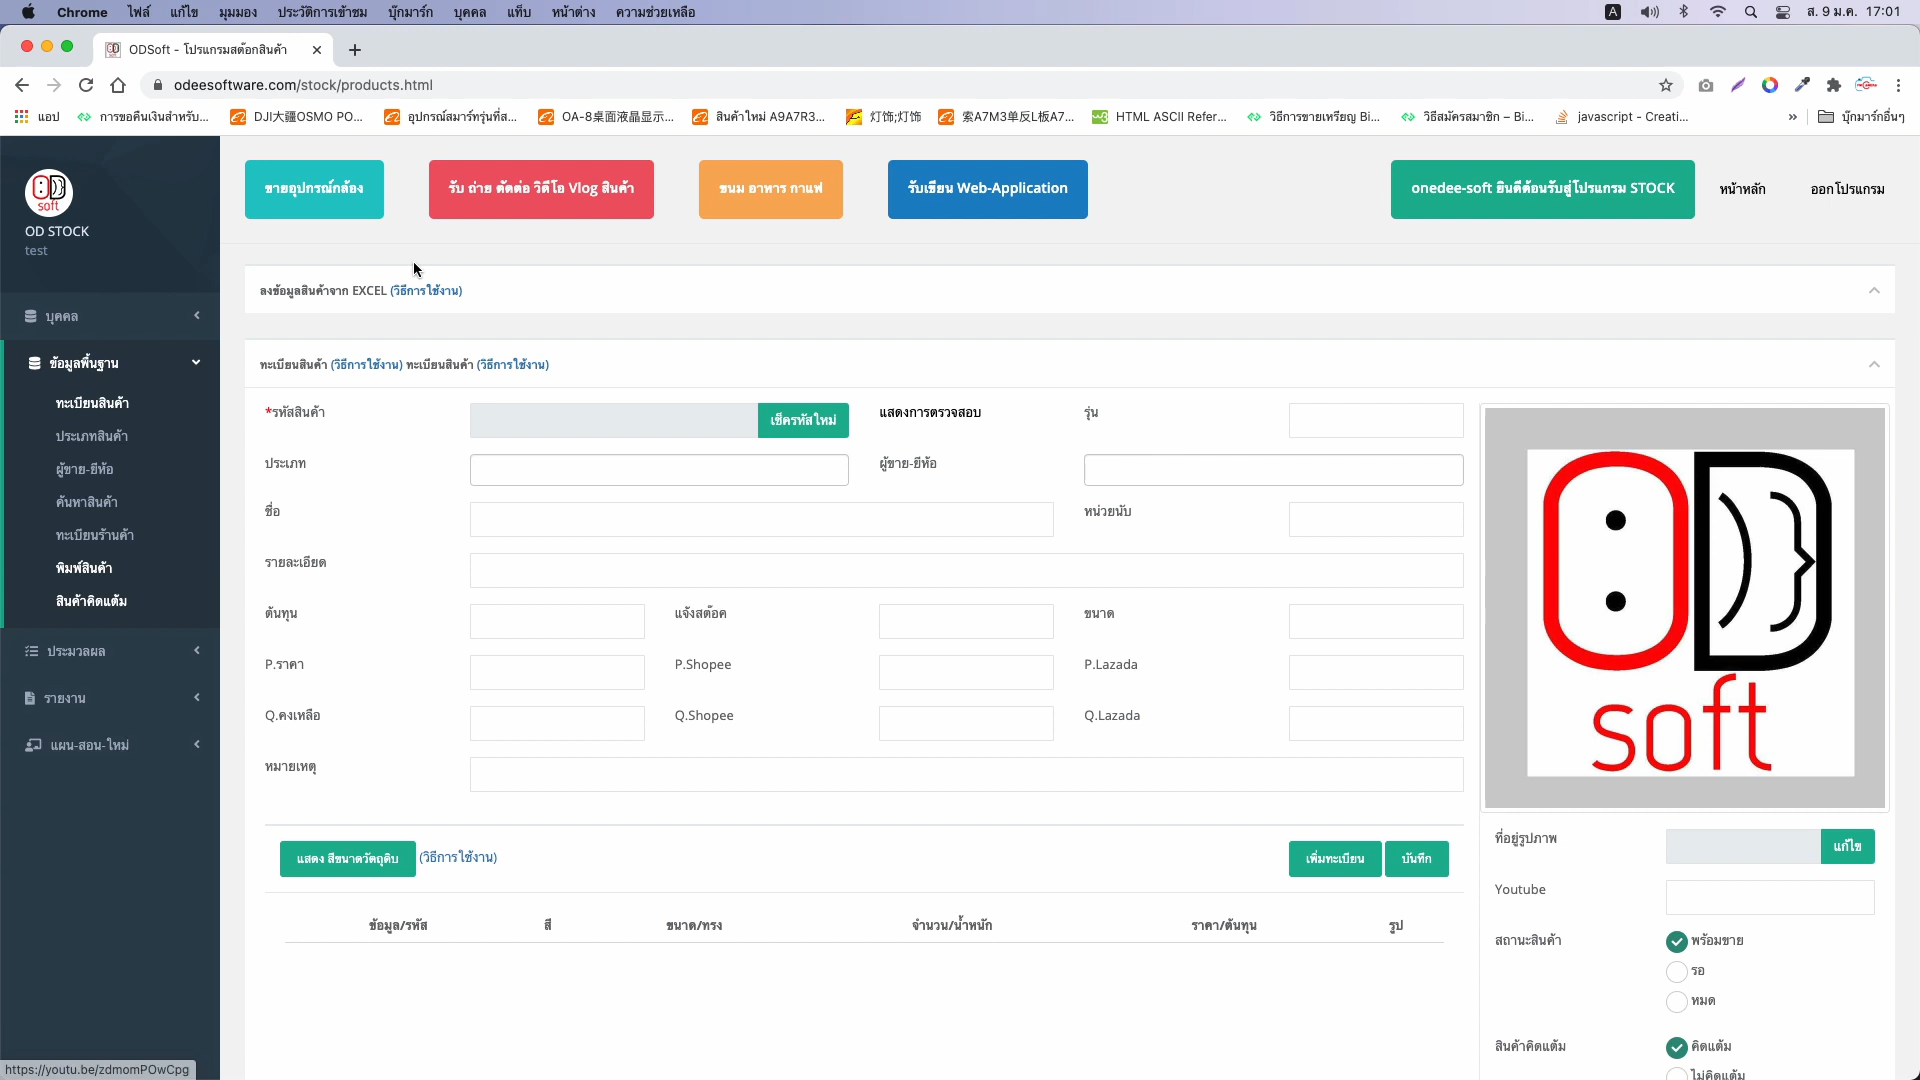 Chrome ไฟล์ แก้ไข มุมมอง ประวัติการเข้าชม บุ๊กมาร์ก บุคคล แท็บ หน้าต่าง ความช่วยเหลือ
A ส. 9 ม.ค. 17:01
ODSoft - โปรแกรมสต๊อกสินค้า
odeesoftware.com/stock/products.html
แอป การขอคืนเงินสำหรับ... DJI大疆OSMO PO... อุปกรณ์สมาร์ทรุ่นที่ส... OA-8桌面液晶显示... สินค้าใหม่ A9A7R3... 灯饰;灯饰 索A7M3单反L板A7... HTML ASCII Refer... วิธีการขายเหรียญ Bi... วิธีสมัครสมาชิก – Bi... javascript - Creati... » บุ๊กมาร์กอื่นๆ
soft
OD STOCK
test
ขายอุปกรณ์กล้อง รับ ถ่าย ตัดต่อ วิดีโอ Vlog สินค้า ขนม อาหาร กาแฟ รับเขียน Web-Application onedee-soft ยินดีต้อนรับสู่โปรแกรม STOCK หน้าหลัก ออกโปรแกรม
ลงข้อมูลสินค้าจาก EXCEL (วิธีการใช้งาน)
บุคคล
ข้อมูลพื้นฐาน
ทะเบียนสินค้า
ประเภทสินค้า
ผู้ขาย-ยี่ห้อ
ค้นหาสินค้า
ทะเบียนร้านค้า
พิมพ์สินค้า
สินค้าคิดแต้ม
ประมวลผล
รายงาน
แผน-สอน-ใหม่
ทะเบียนสินค้า (วิธีการใช้งาน) ทะเบียนสินค้า (วิธีการใช้งาน)
*รหัสสินค้า เช็ครหัสใหม่ แสดงการตรวจสอบ รุ่น
ประเภท ผู้ขาย-ยี่ห้อ
ชื่อ หน่วยนับ
รายละเอียด
ต้นทุน แจ้งสต๊อค ขนาด
P.ราคา P.Shopee P.Lazada
Q.คงเหลือ Q.Shopee Q.Lazada
หมายเหตุ
soft
แสดง สีขนาดวัตถุดิบ (วิธีการใช้งาน) เพิ่มทะเบียน บันทึก
ข้อมูล/รหัส สี ขนาด/ทรง จำนวน/น้ำหนัก ราคา/ต้นทุน รูป
ที่อยู่รูปภาพ แก้ไข
Youtube
สถานะสินค้า พร้อมขาย
รอ
หมด
สินค้าคิดแต้ม คิดแต้ม
ไม่คิดแต้ม
https://youtu.be/zdmomPOwCpg